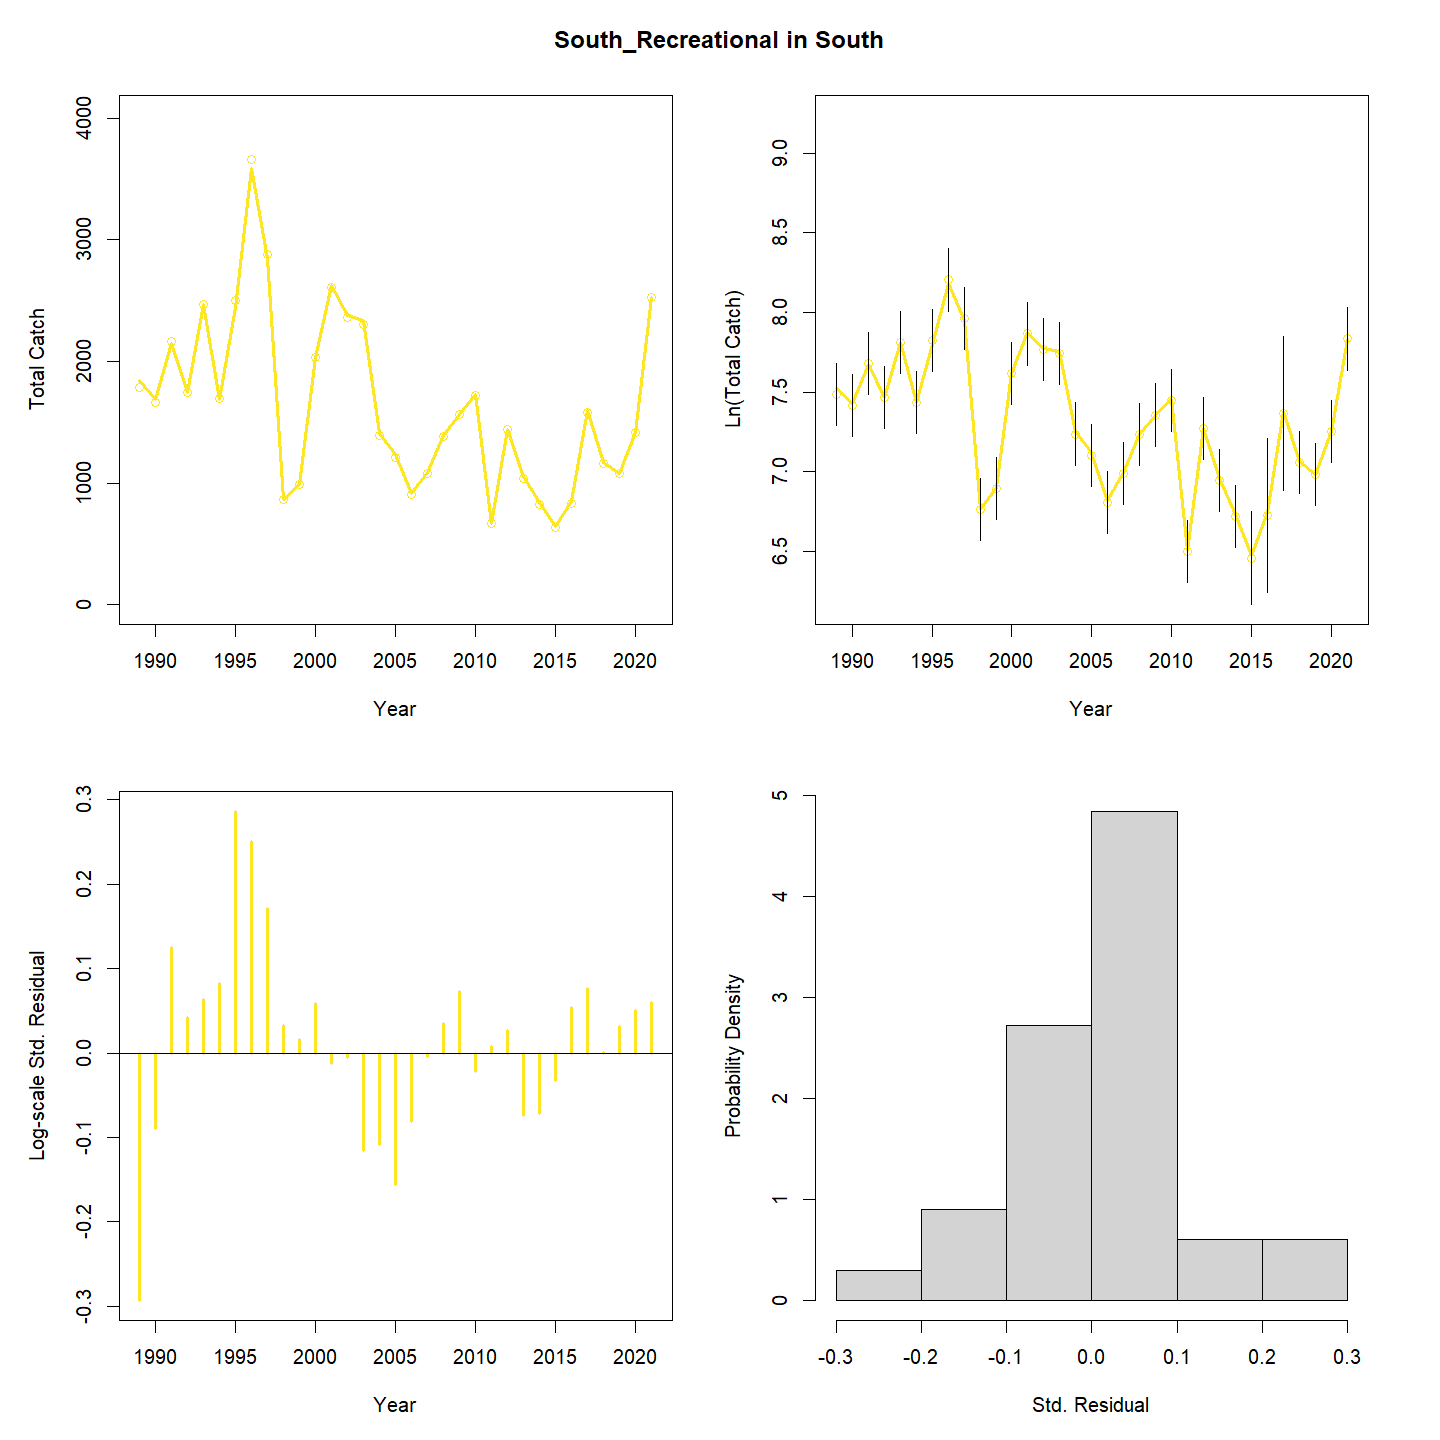 South_Recreational in South
Total Catch
4000
3000
2000
1000
0
1990 1995 2000 2005 2010 2015 2020
Year
Ln(Total Catch)
9.0
8.5
8.0
7.5
7.0
6.5
1990 1995 2000 2005 2010 2015 2020
Year
Log-scale Std. Residual
0.3
0.2
0.1
0.0
-0.1
-0.2
-0.3
1990 1995 2000 2005 2010 2015 2020
Year
Probability Density
5
4
3
2
1
0
-0.3 -0.2 -0.1 0.0 0.1 0.2 0.3
Std. Residual